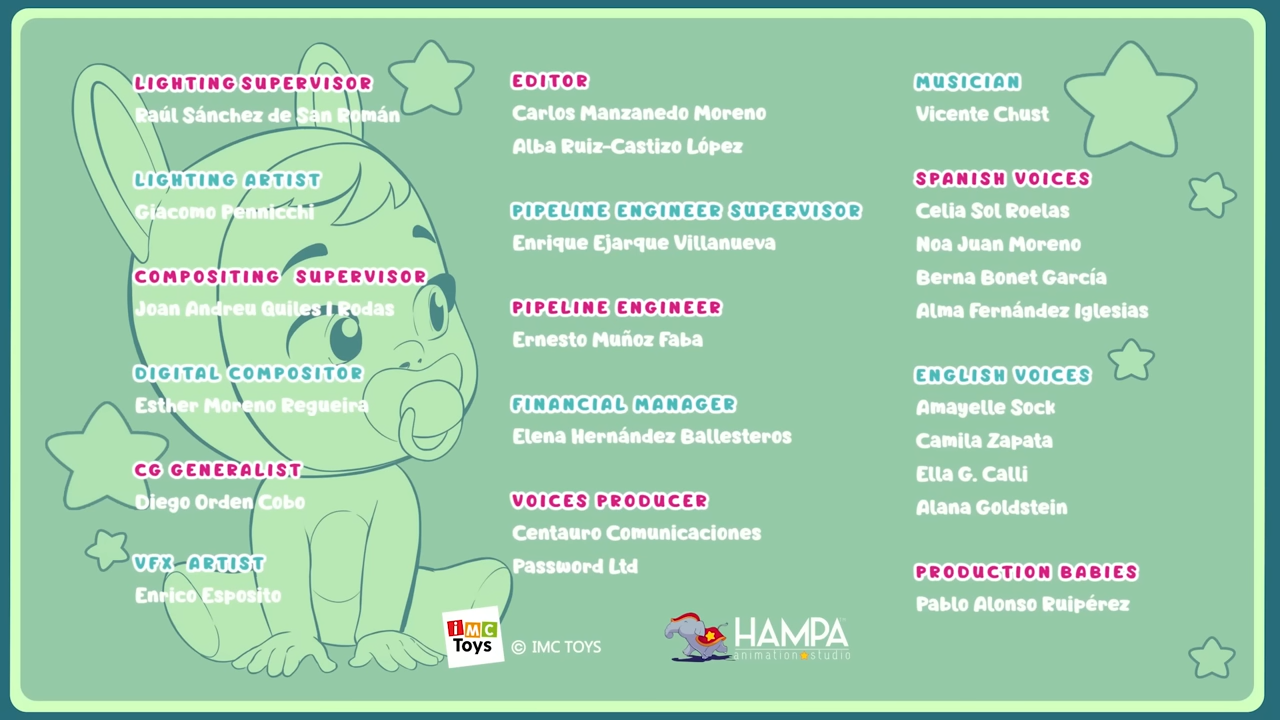 LIGHTING SUPERVISOR
Raúl Sánchez de San Román
LIGHTING ARTIST
Giacomo Pennicchi
COMPOSITING SUPERVISOR
Joan Andreu Quiles I Rodas
DIGITAL COMPOSITOR
Esther Moreno Regueira
CG GENERALIST
Diego Orden Cobo
VFX ARTIST
Enrico Esposito
EDITOR
Carlos Manzanedo Moreno
Alba Ruiz-Castizo López
PIPELINE ENGINEER SUPERVISOR
Enrique Ejarque Villanueva
PIPELINE ENGINEER
Ernesto Muñoz Faba
FINANCIAL MANAGER
Elena Hernández Ballesteros
VOICES PRODUCER
Centauro Comunicaciones
Password Ltd
MUSICIAN
Vicente Chust
SPANISH VOICES
Celia Sol Roelas
Noa Juan Moreno
Berna Bonet García
Alma Fernández Iglesias
ENGLISH VOICES
Amayelle Sock
Camila Zapata
Ella G. Calli
Alana Goldstein
PRODUCTION BABIES
Pablo Alonso Ruipérez
iMC
Toys
© IMC TOYS
HAMPA
animation studio